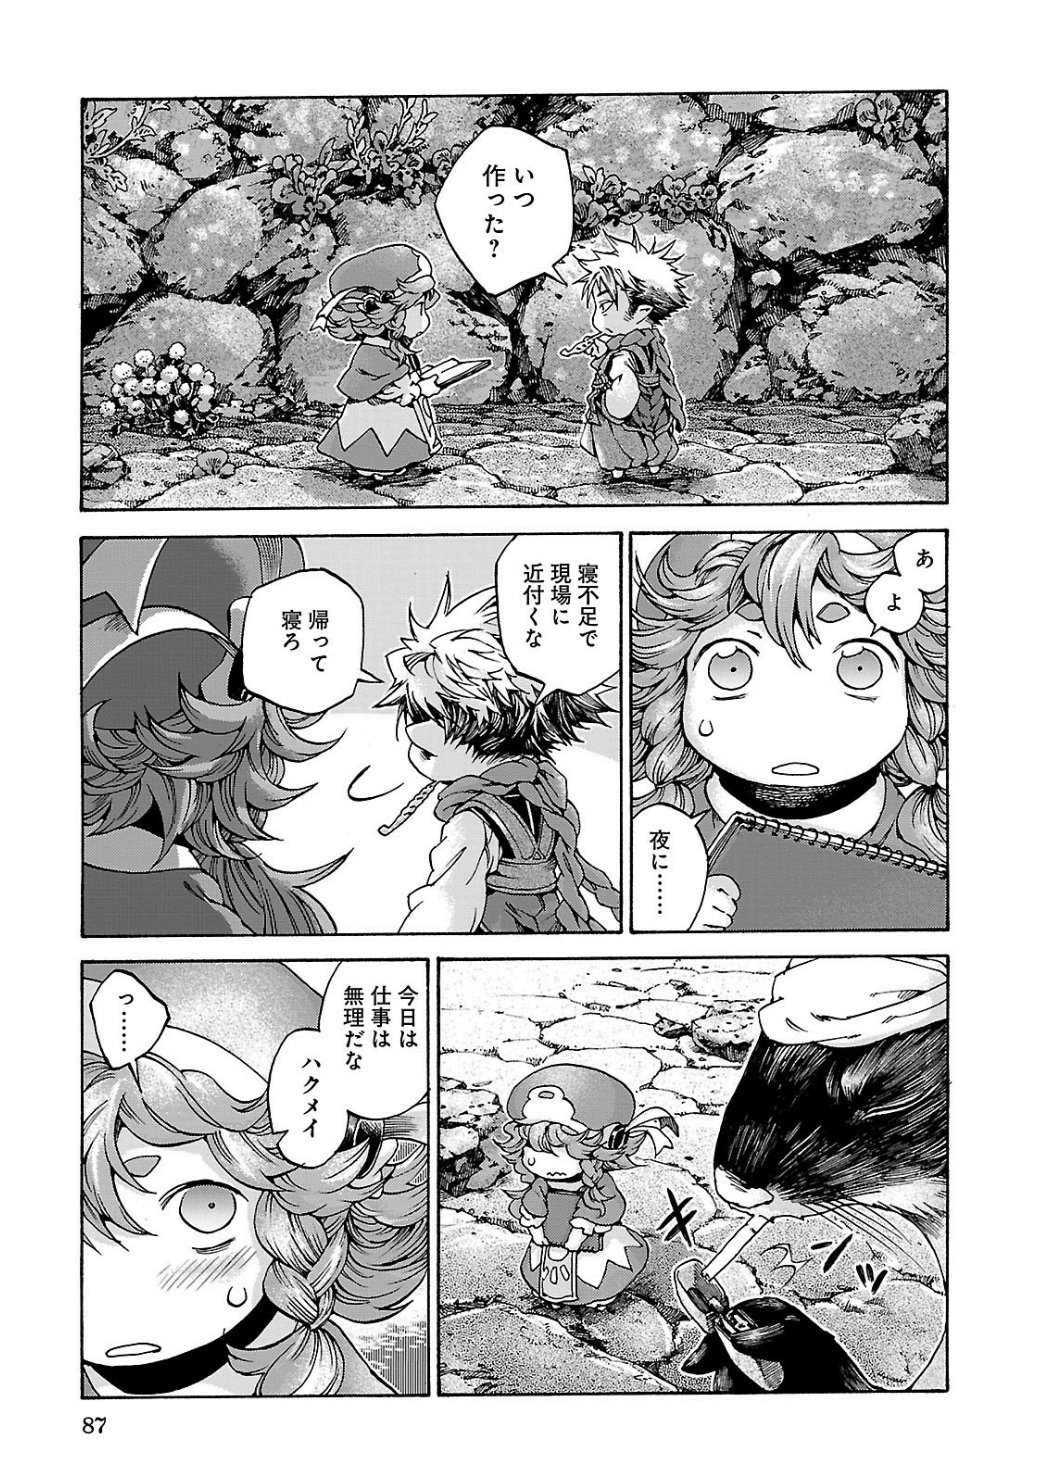 いつ
作った?
あ
よ
夜に……
寝不足で
現場に
近付くな
帰って
寝ろ
今日は
仕事は
無理だな
ハクメイ
っ……
87